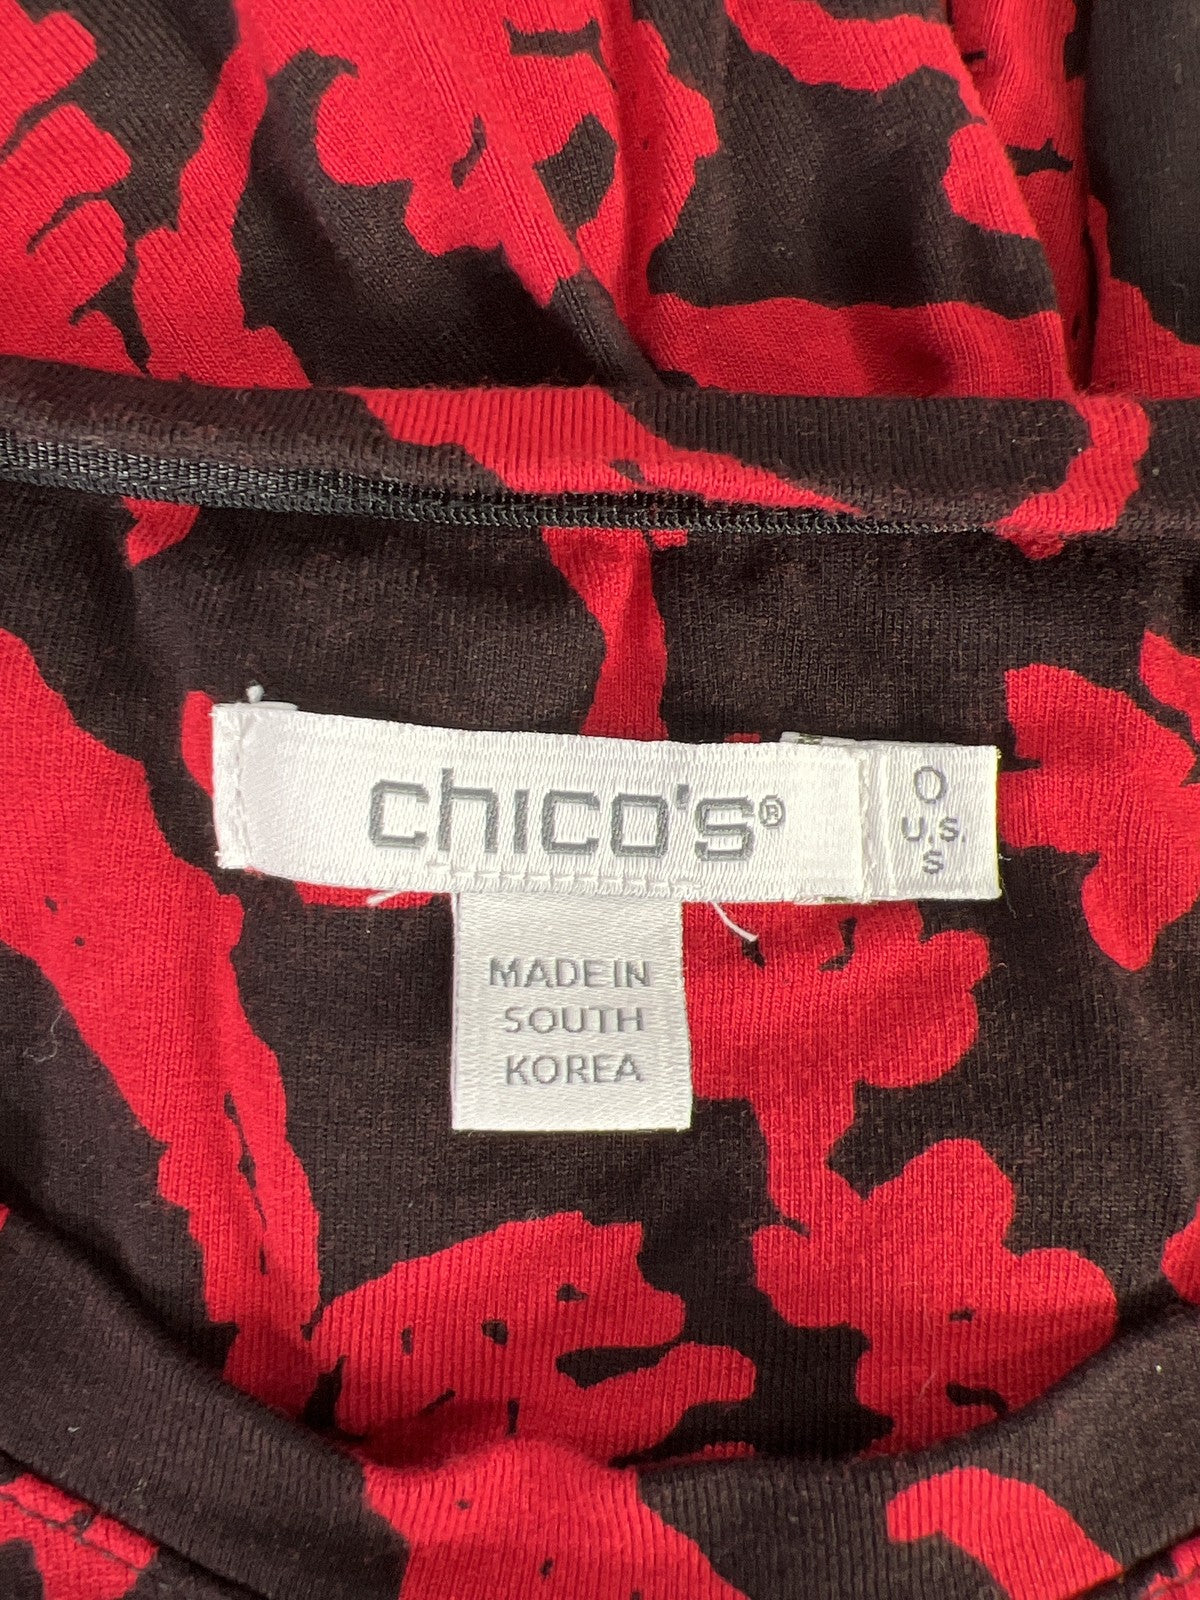 chico's®
0
U.S.
S
MADE IN
SOUTH
KOREA